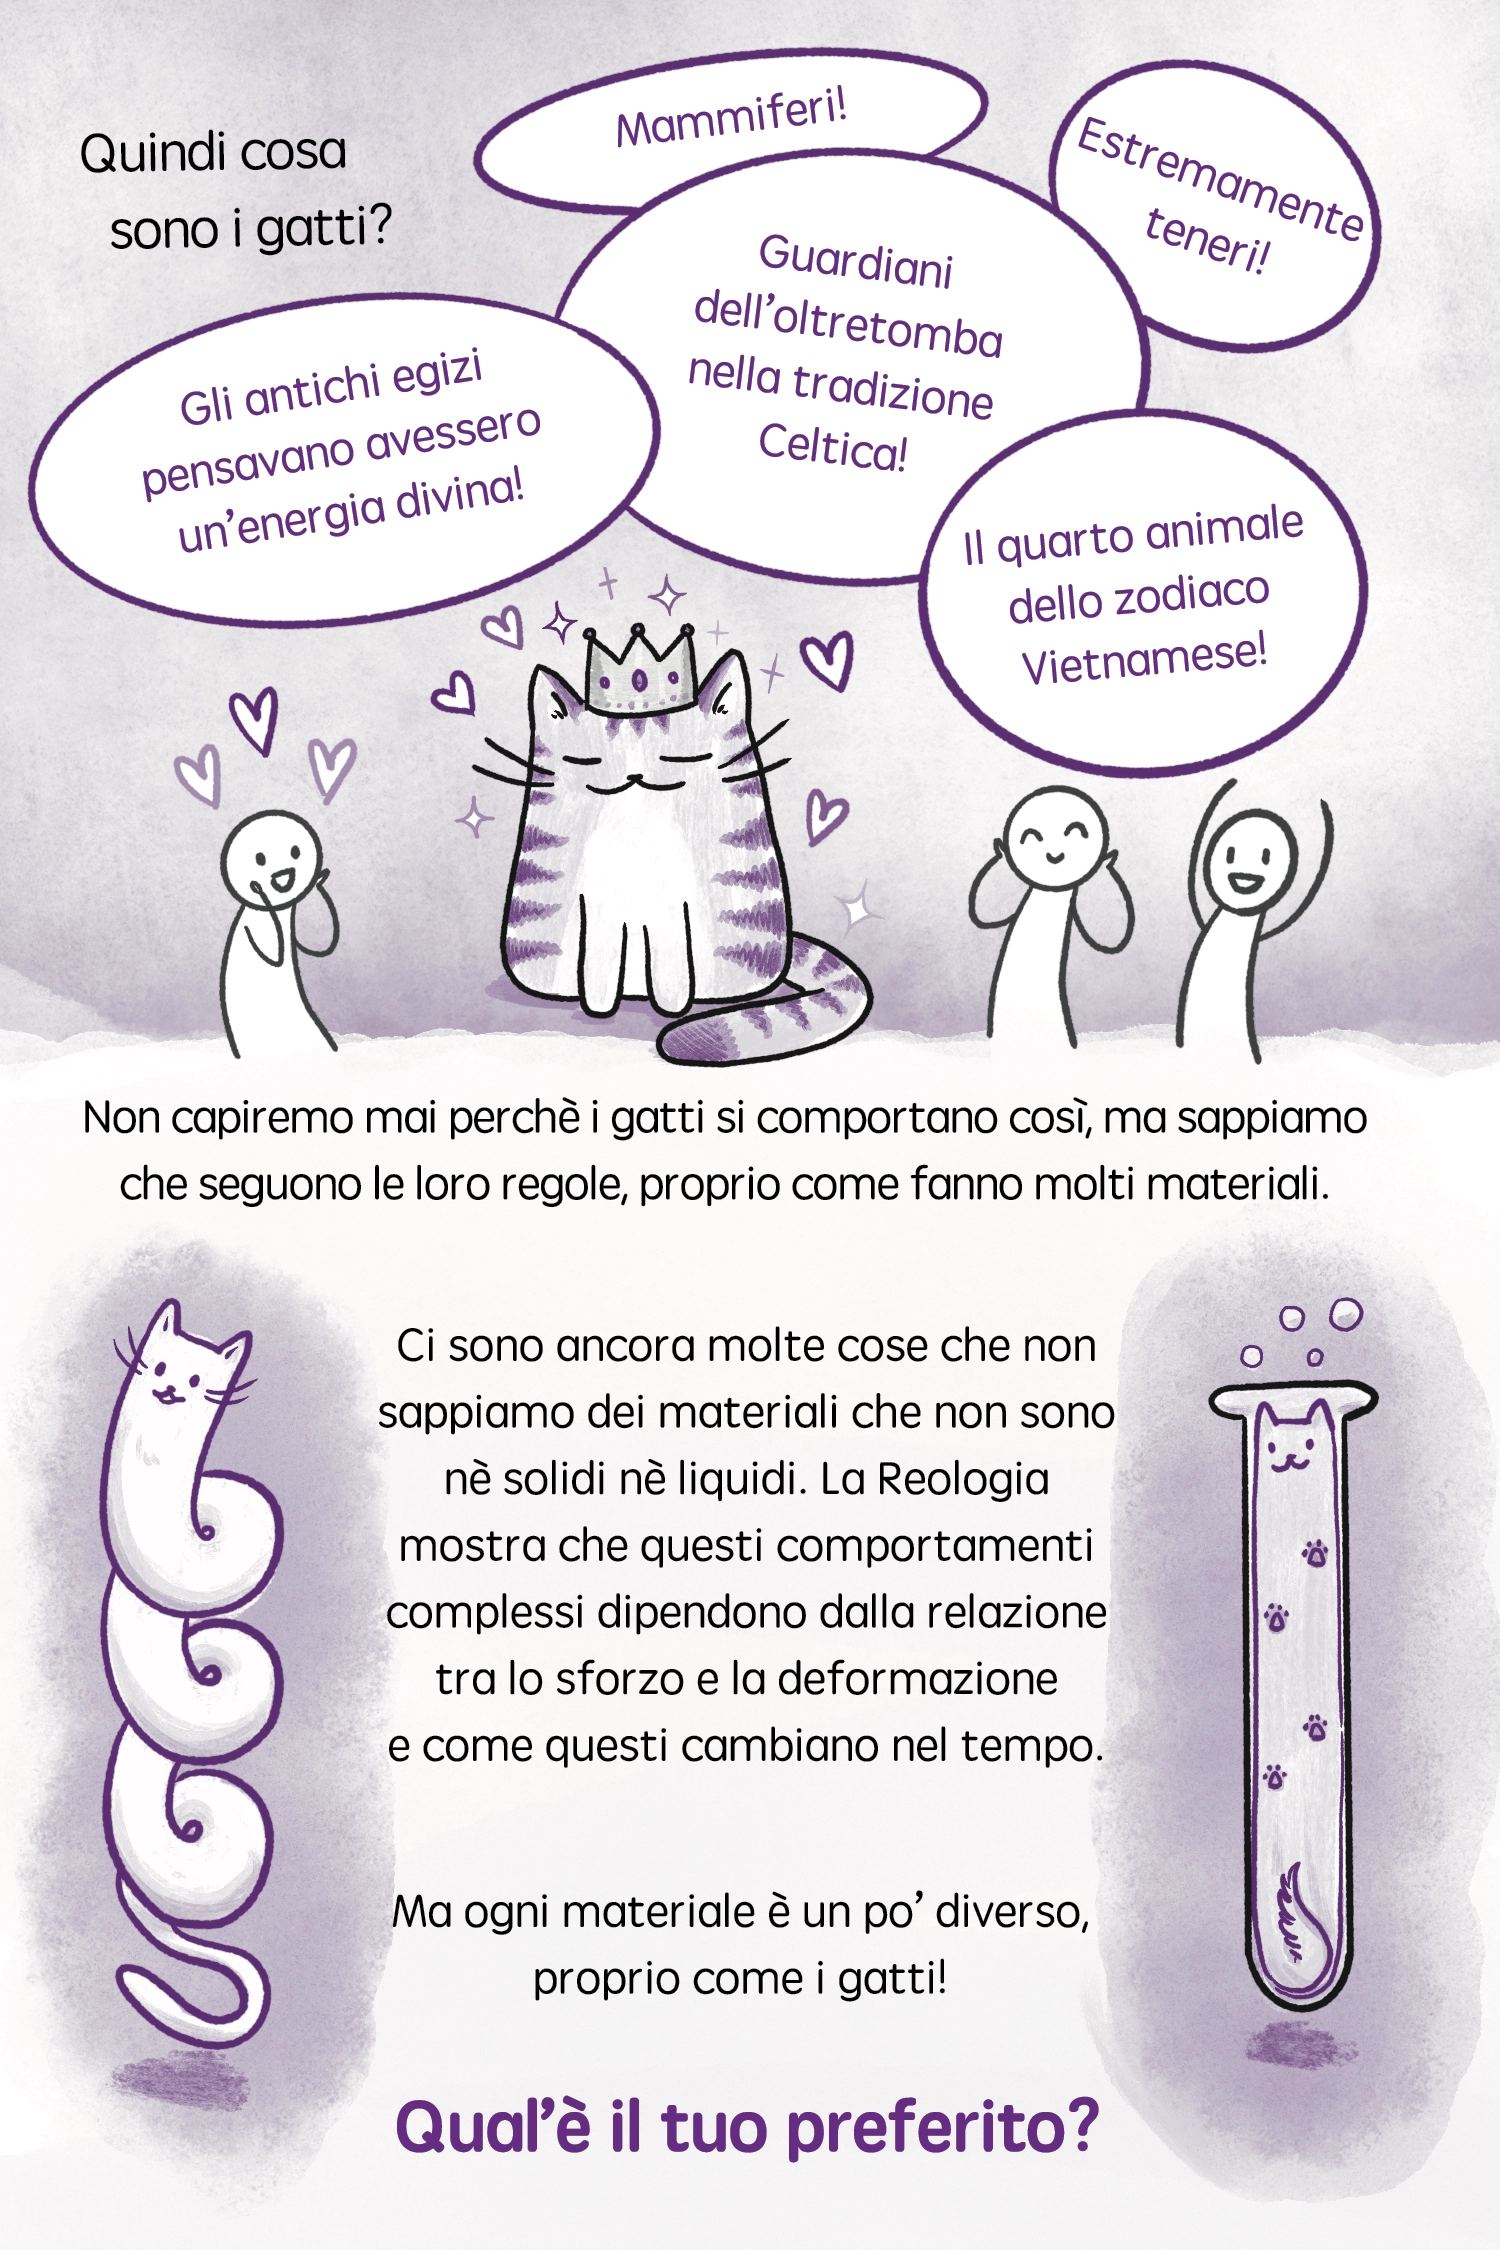 Quindi cosa
sono i gatti?
Mammiferi!
Estremamente
teneri!
Guardiani
dell’oltretomba
nella tradizione
Celtica!
Gli antichi egizi
pensavano avessero
un’energia divina!
Il quarto animale
dello zodiaco
Vietnamese!
Non capiremo mai perchè i gatti si comportano così, ma sappiamo
che seguono le loro regole, proprio come fanno molti materiali.
Ci sono ancora molte cose che non
sappiamo dei materiali che non sono
nè solidi nè liquidi. La Reologia
mostra che questi comportamenti
complessi dipendono dalla relazione
tra lo sforzo e la deformazione
e come questi cambiano nel tempo.
Ma ogni materiale è un po’ diverso,
proprio come i gatti!
Qual’è il tuo preferito?